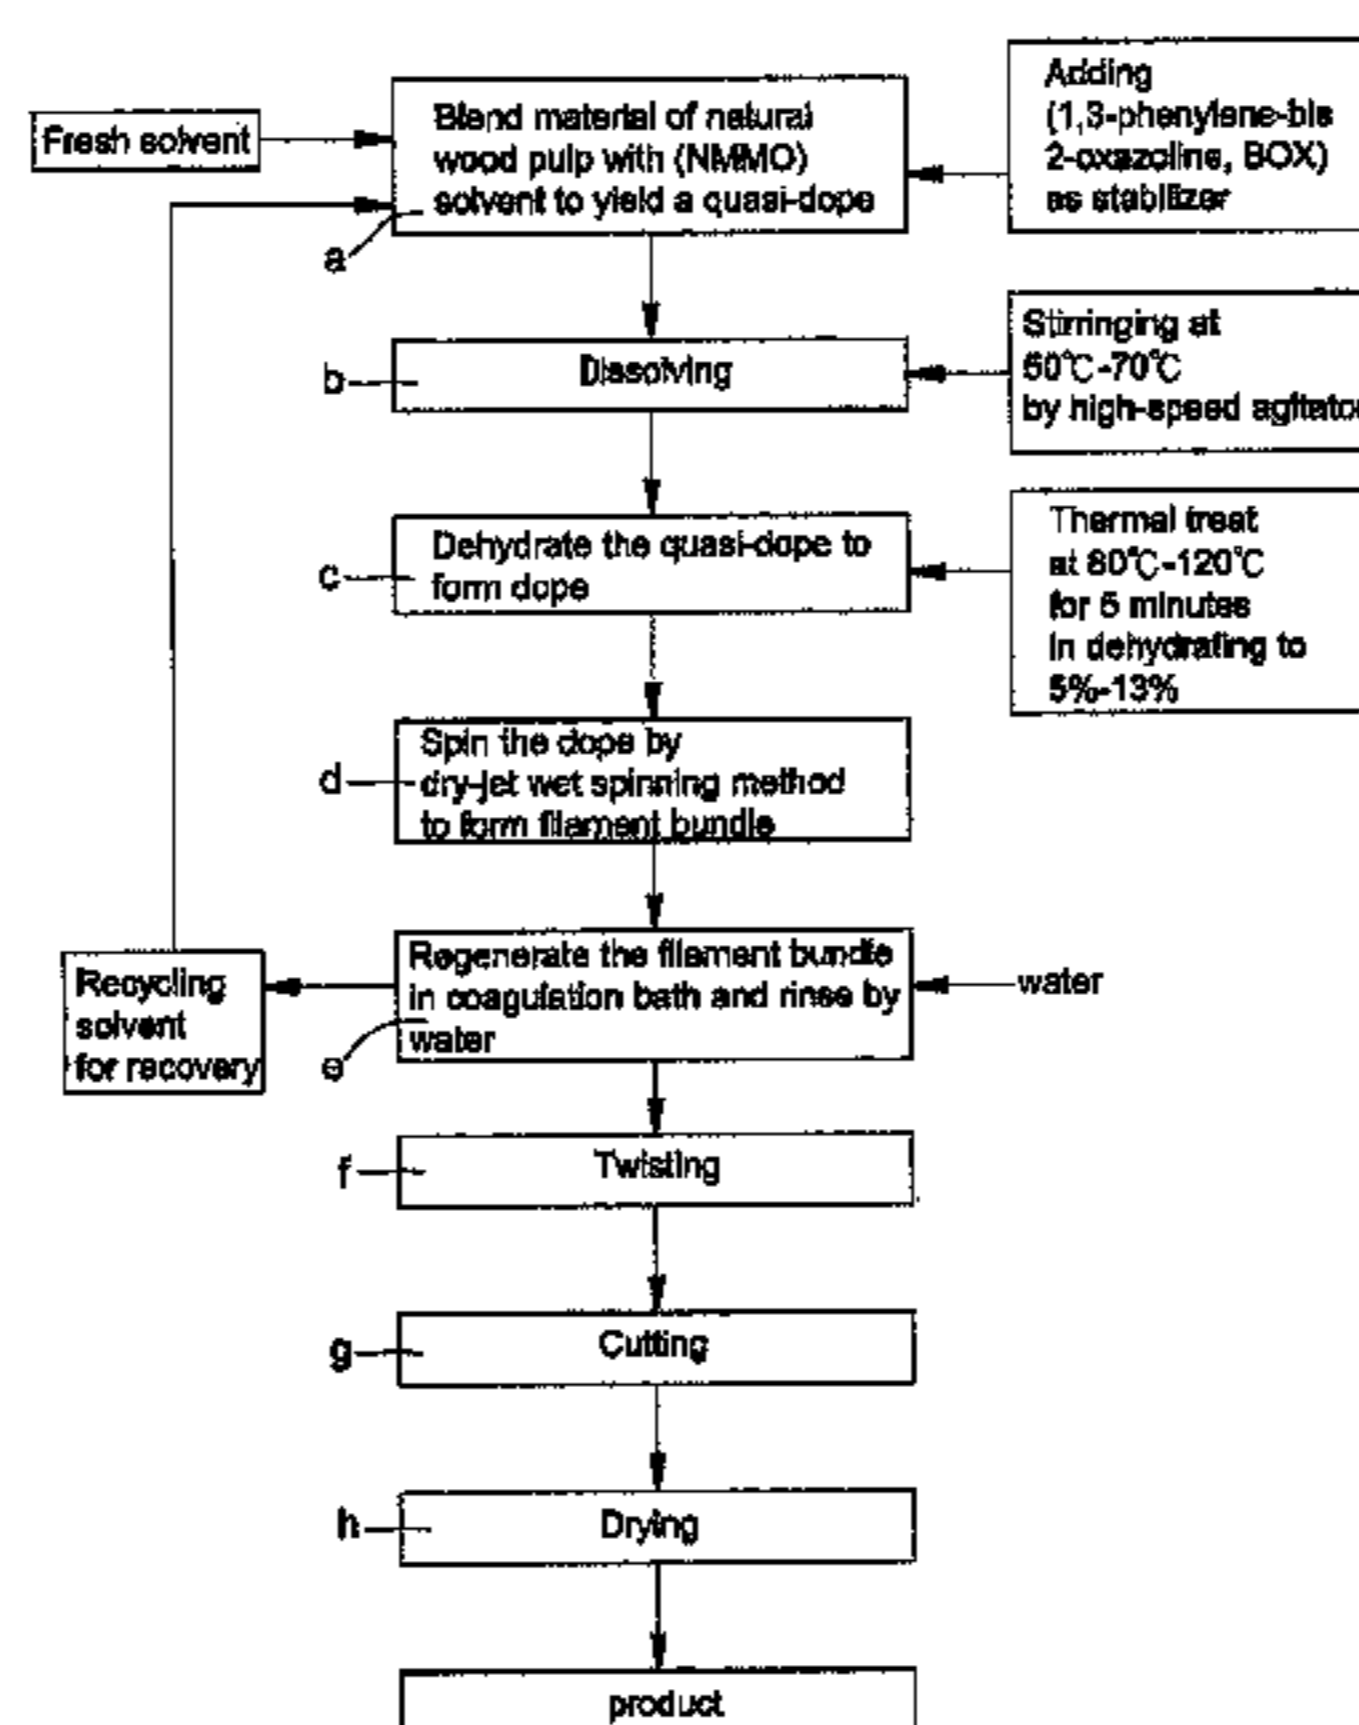 Fresh solvent
Blend material of natural
wood pulp with (NMMO)
solvent to yield a quasi-dope
a
Adding
(1,3-phenylene-bis
2-oxazoline, BOX)
as stabilizer
b
Dissolving
Stirringing at
60℃-70℃
by high-speed agitator
c
Dehydrate the quasi-dope to
form dope
Thermal treat
at 80℃-120℃
for 5 minutes
in dehydrating to
5%-13%
d
Spin the dope by
dry-jet wet spinning method
to form filament bundle
Recycling
solvent
for recovery
Regenerate the filament bundle
in coagulation bath and rinse by
water
e
water
f
Twisting
g
Cutting
h
Drying
product